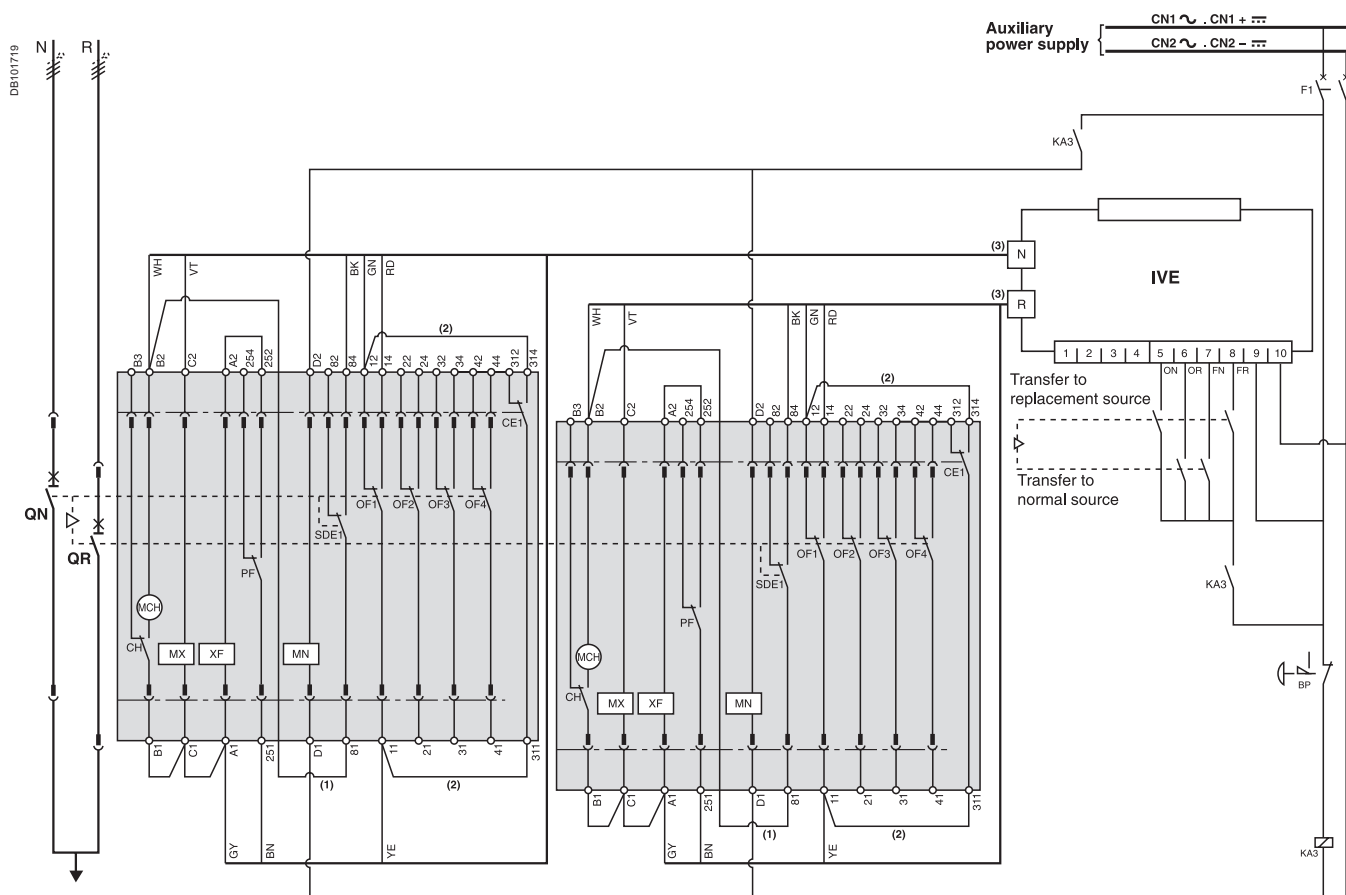 DB101719
N R
Auxiliary
power supply
CN1 ∿ . CN1 + ⎓
CN2 ∿ . CN2 – ⎓
F1
KA3
(3) N
(3) R
IVE
1 2 3 4 5 6 7 8 9 10
ON OR FN FR
Transfer to
replacement source
Transfer to
normal source
KA3
BP
KA3
QN
QR
WH VT BK GN RD
(2)
B3 B2 C2 A2 254 252 D2 82 84 12 14 22 24 32 34 42 44 312 314
CE1
OF1 OF2 OF3 OF4
SDE1
PF
MCH
CH MX XF MN
B1 C1 A1 251 D1 81 11 21 31 41 311
(1) (2)
GY BN YE
WH VT BK GN RD
(2)
B3 B2 C2 A2 254 252 D2 82 84 12 14 22 24 32 34 42 44 312 314
CE1
OF1 OF2 OF3 OF4
SDE1
PF
MCH
CH MX XF MN
B1 C1 A1 251 D1 81 11 21 31 41 311
(1) (2)
GY BN YE